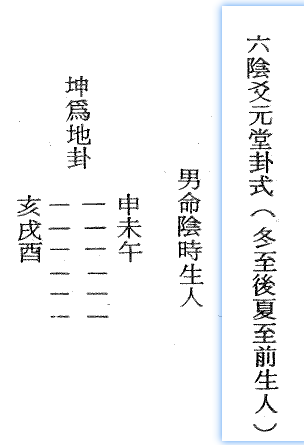 六陰爻元堂卦式（冬至後夏至前生人）
男命陰時生人
申未午
坤爲地卦
亥戌酉